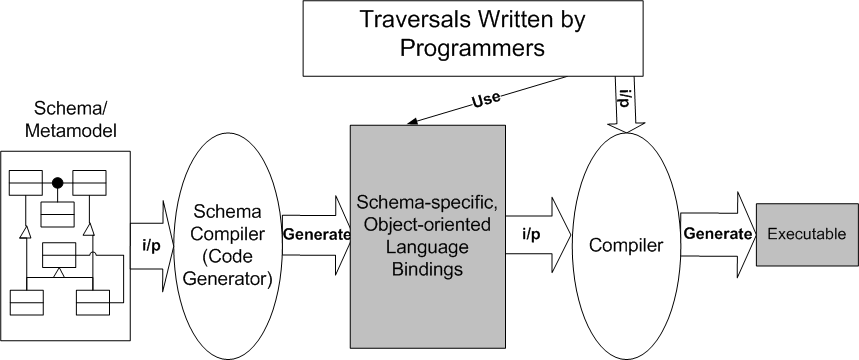 Traversals Written by
Programmers
Use
i/p
Schema/
Metamodel
i/p
Schema
Compiler
(Code
Generator)
Generate
Schema-specific,
Object-oriented
Language
Bindings
i/p
Compiler
Generate
Executable